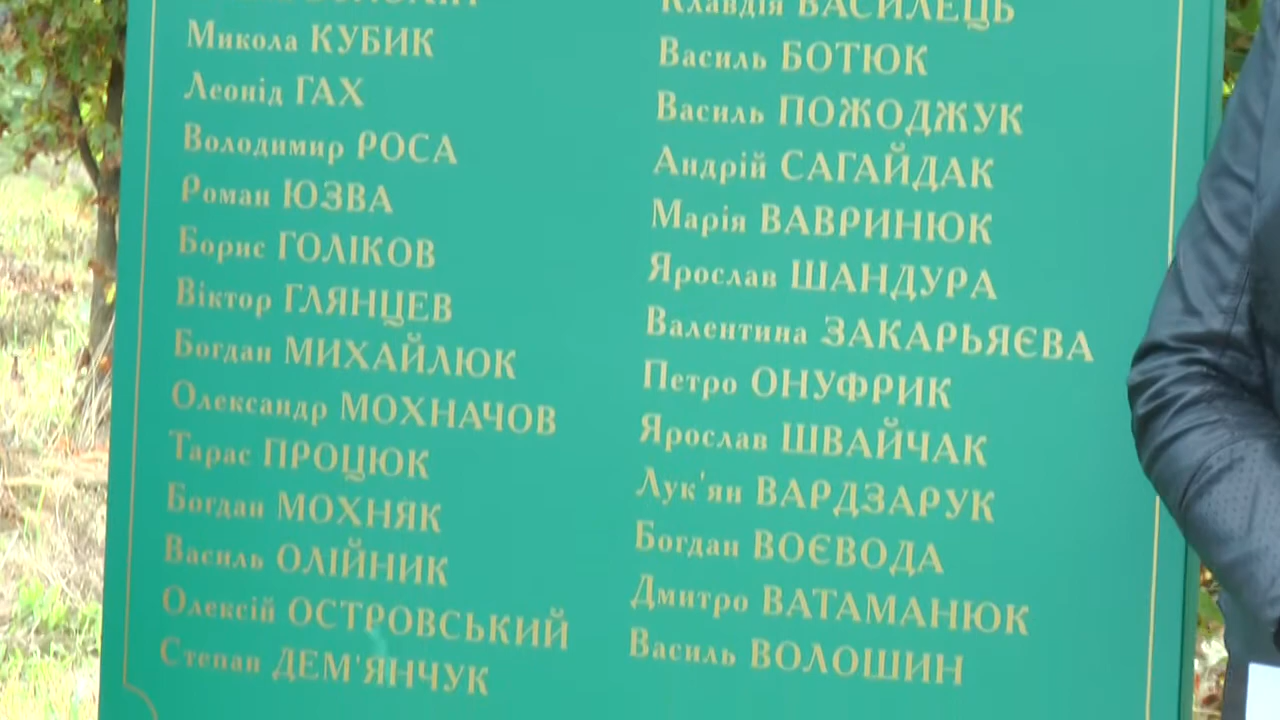 Микола КУБИК
Леонід ГАХ
Володимир РОСА
Роман ЮЗВА
Борис ГОЛІКОВ
Віктор ГЛЯНЦЕВ
Богдан МИХАЙЛЮК
Олександр МОХНАЧОВ
Тарас ПРОЦЮК
Богдан МОХНЯК
Василь ОЛІЙНИК
Олексій ОСТРОВСЬКИЙ
Степан ДЕМ'ЯНЧУК
Клавдія ВАСИЛЕЦЬ
Василь БОТЮК
Василь ПОЖОДЖУК
Андрій САГАЙДАК
Марія ВАВРИНЮК
Ярослав ШАНДУРА
Валентина ЗАКАРЬЯЄВА
Петро ОНУФРИК
Ярослав ШВАЙЧАК
Лук'ян ВАРДЗАРУК
Богдан ВОЄВОДА
Дмитро ВАТАМАНЮК
Василь ВОЛОШИН